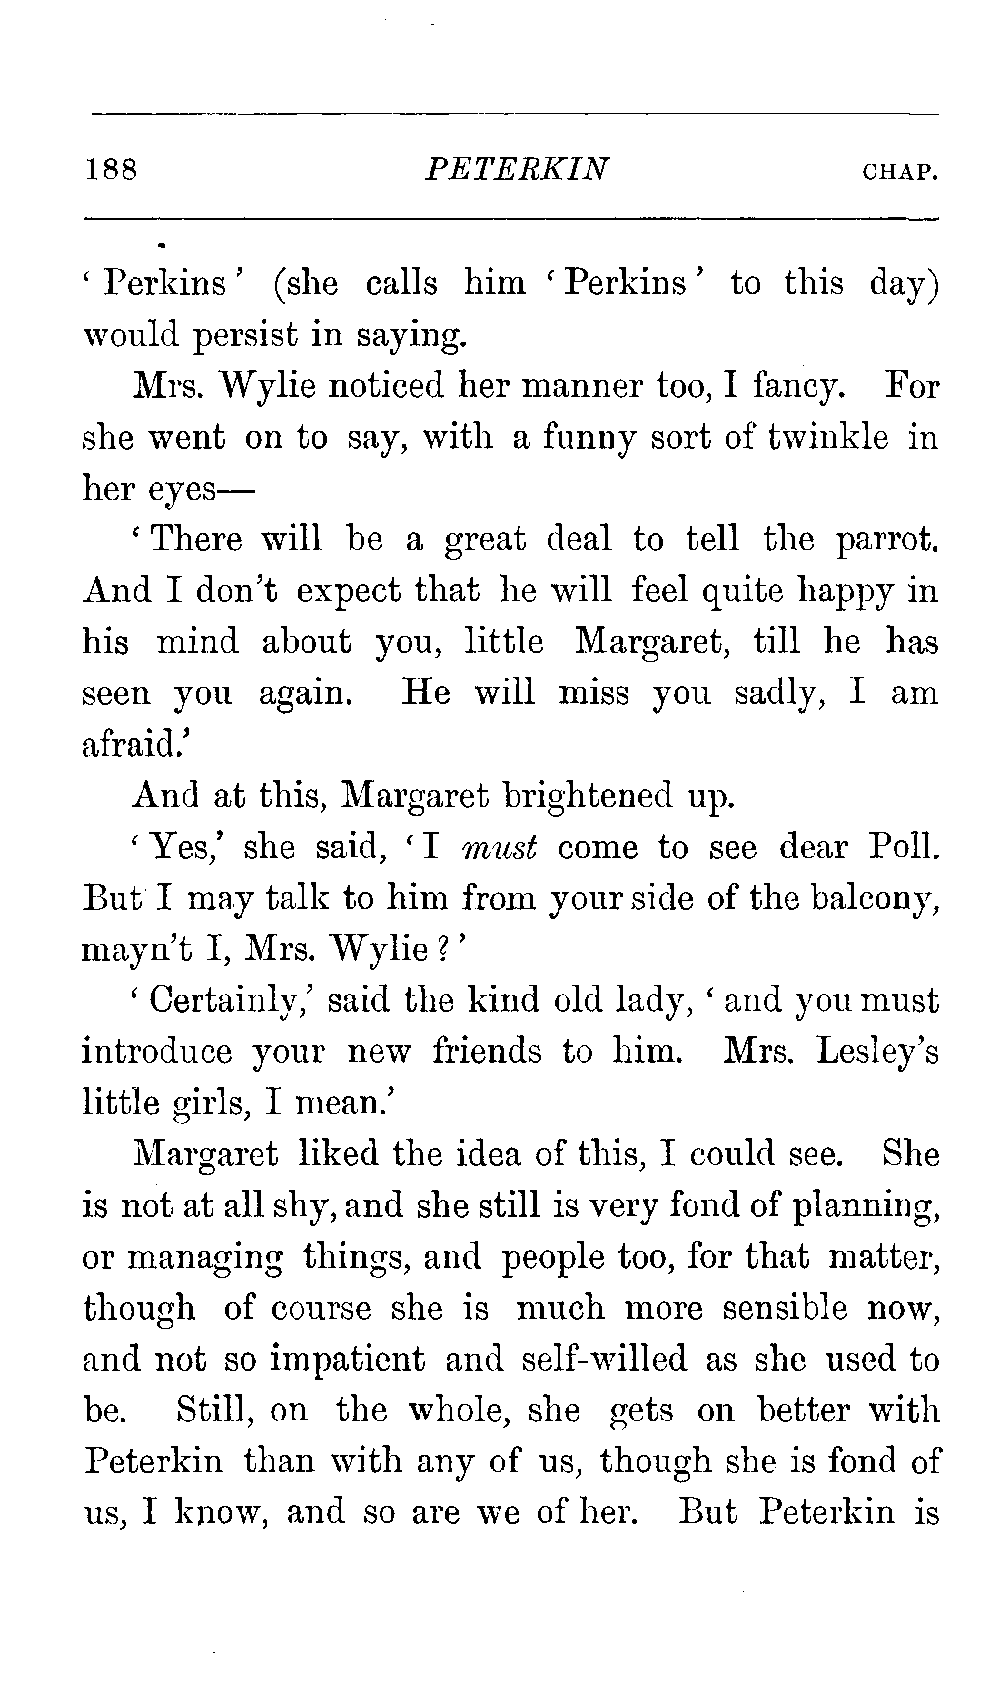 188 PETERKIN CHAP.
‘Perkins’ (she calls him ‘Perkins’ to this day)
would persist in saying.
Mrs. Wylie noticed her manner too, I fancy. For
she went on to say, with a funny sort of twinkle in
her eyes—
‘There will be a great deal to tell the parrot.
And I don’t expect that he will feel quite happy in
his mind about you, little Margaret, till he has
seen you again. He will miss you sadly, I am
afraid.’
And at this, Margaret brightened up.
‘Yes,’ she said, ‘I must come to see dear Poll.
But I may talk to him from your side of the balcony,
mayn’t I, Mrs. Wylie?’
‘Certainly,’ said the kind old lady, ‘and you must
introduce your new friends to him. Mrs. Lesley’s
little girls, I mean.’
Margaret liked the idea of this, I could see. She
is not at all shy, and she still is very fond of planning,
or managing things, and people too, for that matter,
though of course she is much more sensible now,
and not so impatient and self-willed as she used to
be. Still, on the whole, she gets on better with
Peterkin than with any of us, though she is fond of
us, I know, and so are we of her. But Peterkin is